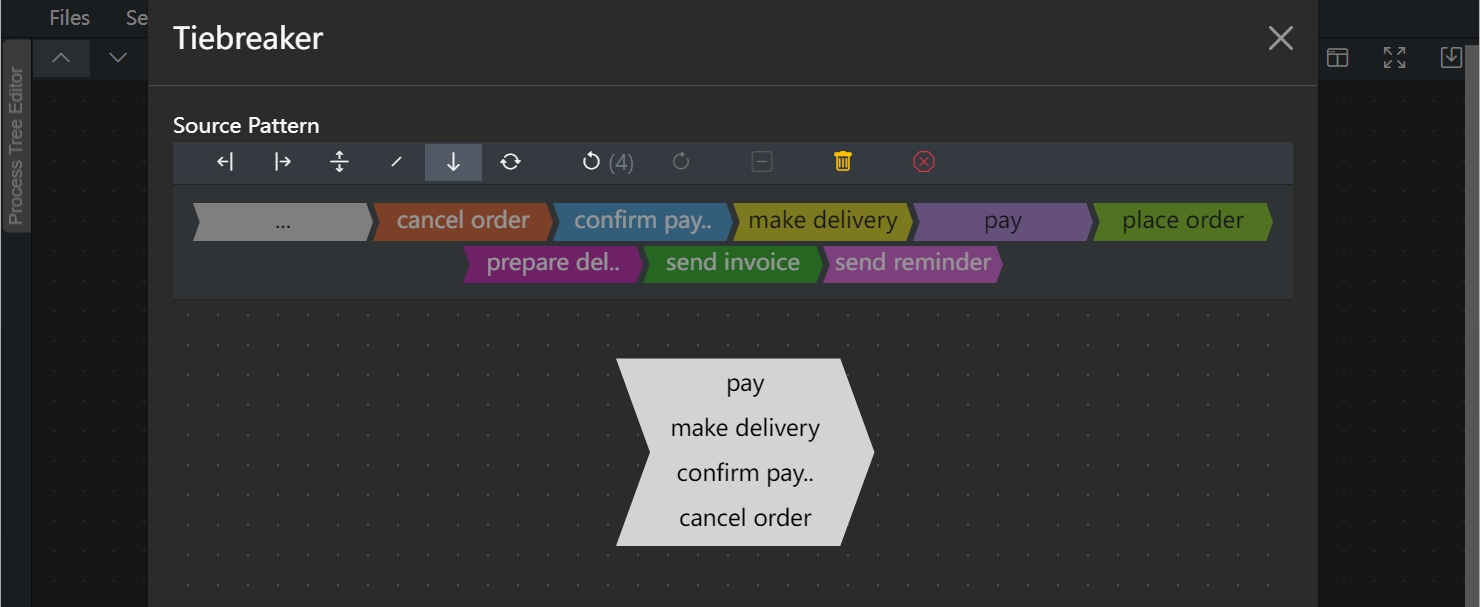 Files Se
Tiebreaker
Process Tree Editor
Source Pattern
(4)
... cancel order confirm pay.. make delivery pay place order
prepare del.. send invoice send reminder
pay
make delivery
confirm pay..
cancel order